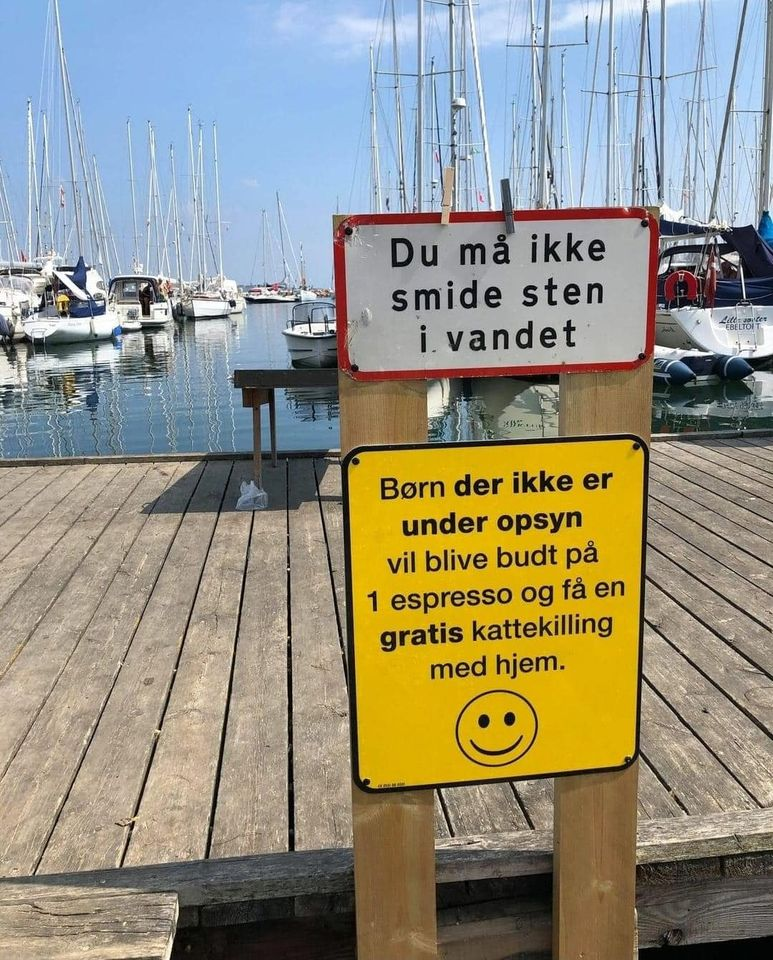 Du må ikke
smide sten
i vandet
Børn der ikke er
under opsyn
vil blive budt på
1 espresso og få en
gratis kattekilling
med hjem.
EBELTOFT